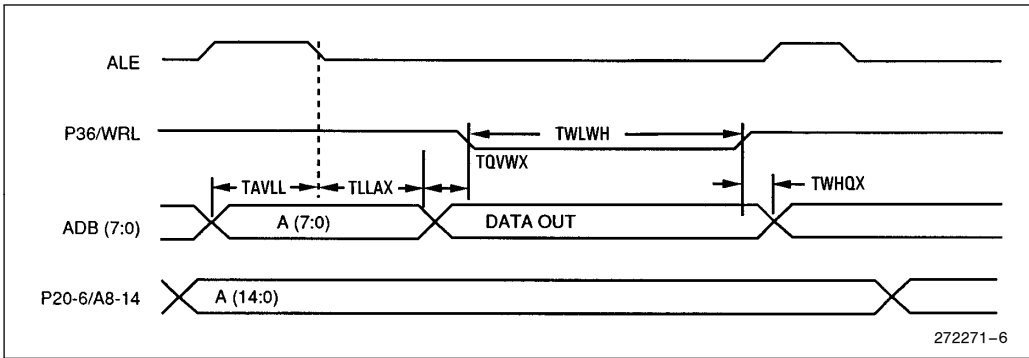 ALE
P36/WRL
TWLWH
TQVWX
TAVLL
TLLAX
TWHQX
ADB (7:0)
A (7:0)
DATA OUT
P20-6/A8-14
A (14:0)
272271–6